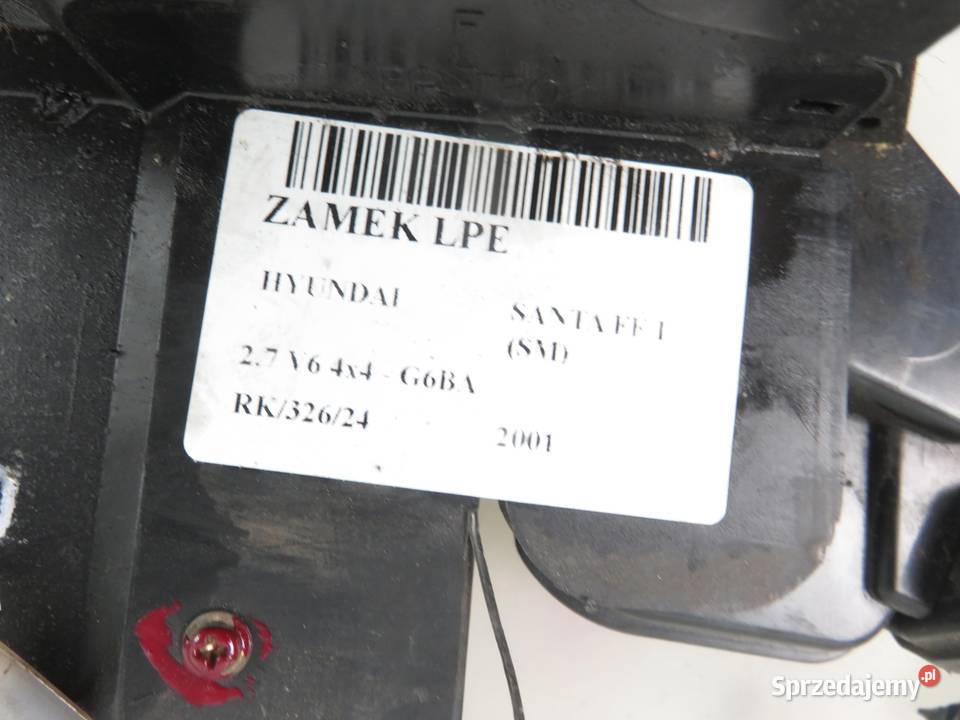 F
ZAMEK LPE
HYUNDAI
SANTA FE I
(SM)
2.7 V6 4x4 - G6BA
RK/326/24
2001
Sprzedajemy.pl